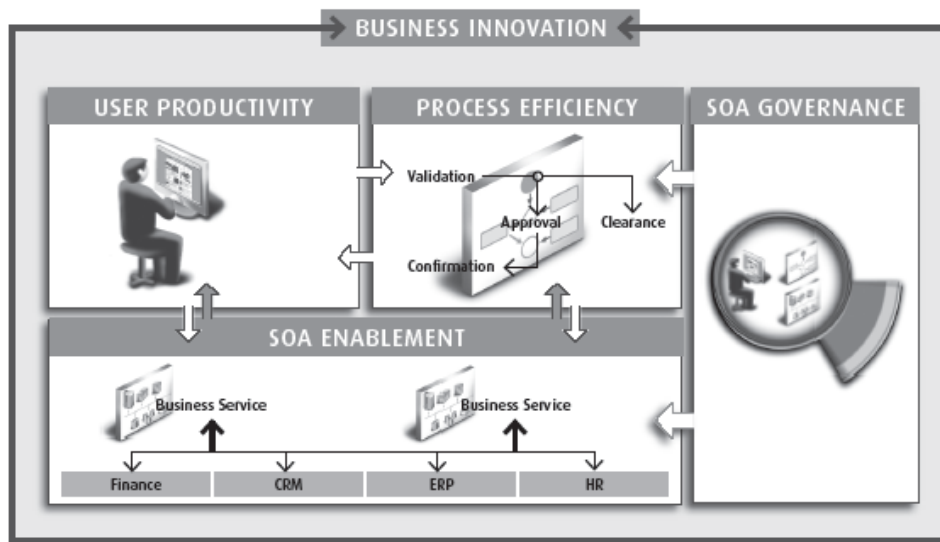 BUSINESS INNOVATION
USER PRODUCTIVITY
PROCESS EFFICIENCY
SOA GOVERNANCE
Validation
Approval
Clearance
Confirmation
SOA ENABLEMENT
Business Service
Business Service
Finance
CRM
ERP
HR